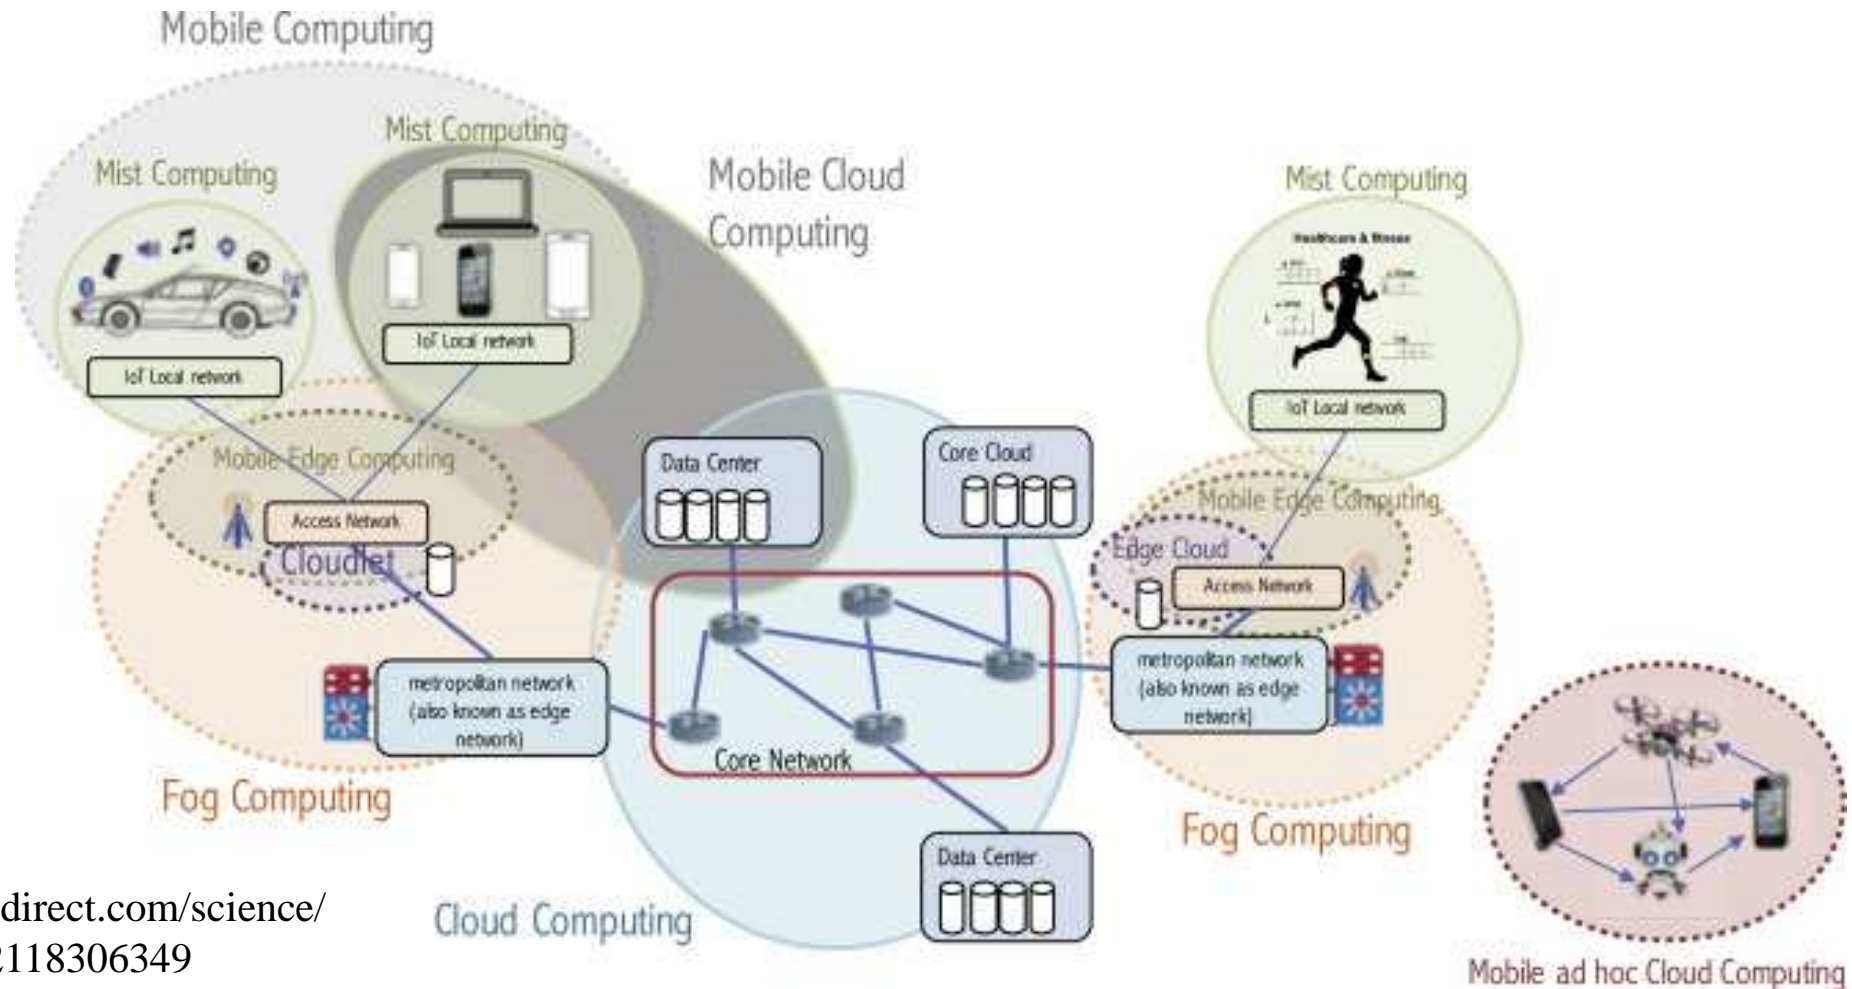 Mobile Computing
Mist Computing
Mist Computing
Mobile Cloud
Computing
Mist Computing
Healthcare & fitness
IoT Local network
IoT Local network
IoT Local network
Mobile Edge Computing
Data Center
Core Cloud
Mobile Edge Computing
Access Network
Cloudlet
Edge Cloud
Access Network
metropolitan network
(also known as edge
network)
metropolitan network
(also known as edge
network)
Core Network
Fog Computing
Fog Computing
Data Center
Cloud Computing
direct.com/science/
2118306349
Mobile ad hoc Cloud Computing